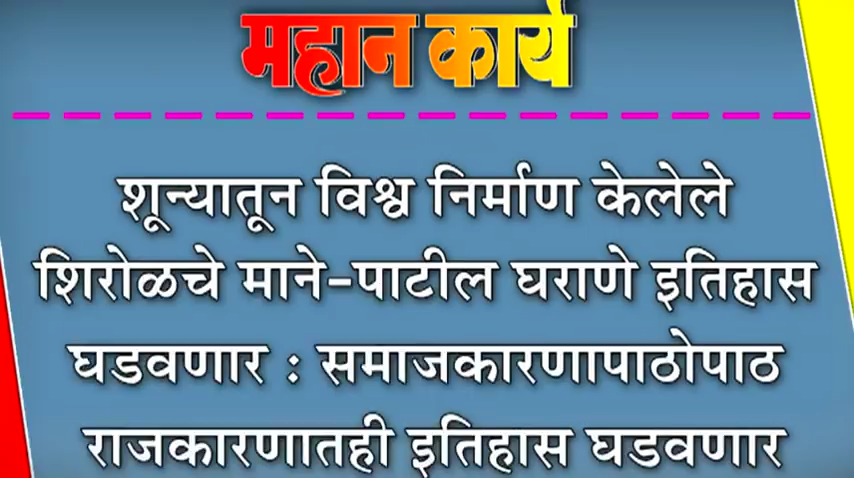 महान कार्य
शून्यातून विश्व निर्माण केलेले
शिरोळचे माने-पाटील घराणे इतिहास
घडवणार : समाजकारणापाठोपाठ
राजकारणातही इतिहास घडवणार